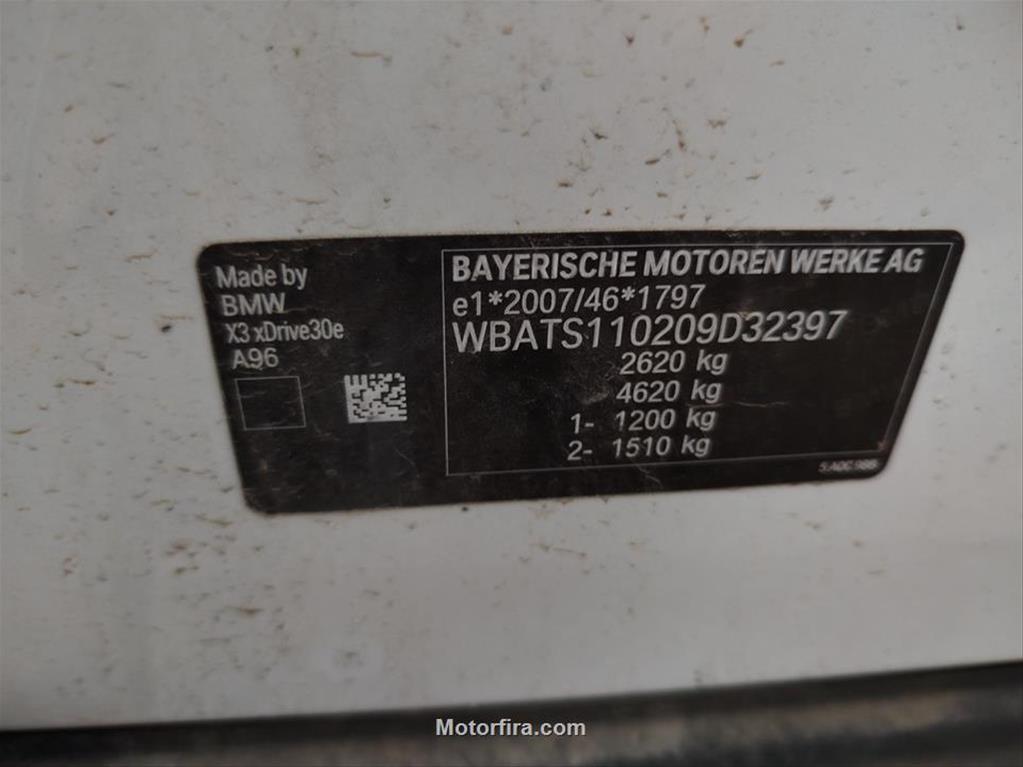 Made by
BMW
X3 xDrive30e
A96
BAYERISCHE MOTOREN WERKE AG
e1*2007/46*1797
WBATS110209D32397
2620 kg
4620 kg
1- 1200 kg
2- 1510 kg
Motorfira.com